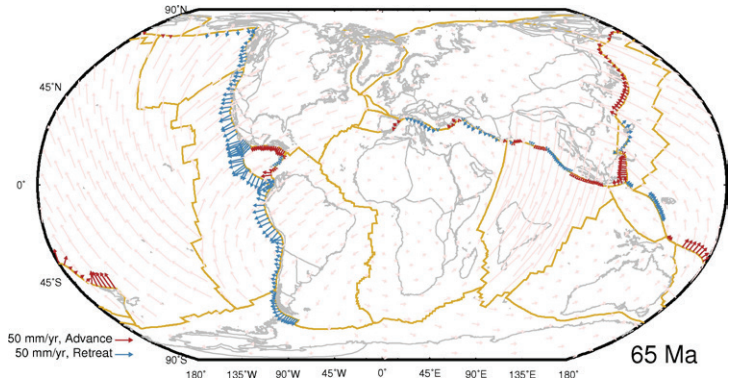 90˚N
45˚N
0˚
45˚S
50 mm/yr, Advance
50 mm/yr, Retreat
65 Ma
90˚S
180˚ 135˚W 90˚W 45˚W 0˚ 45˚E 90˚E 135˚E 180˚